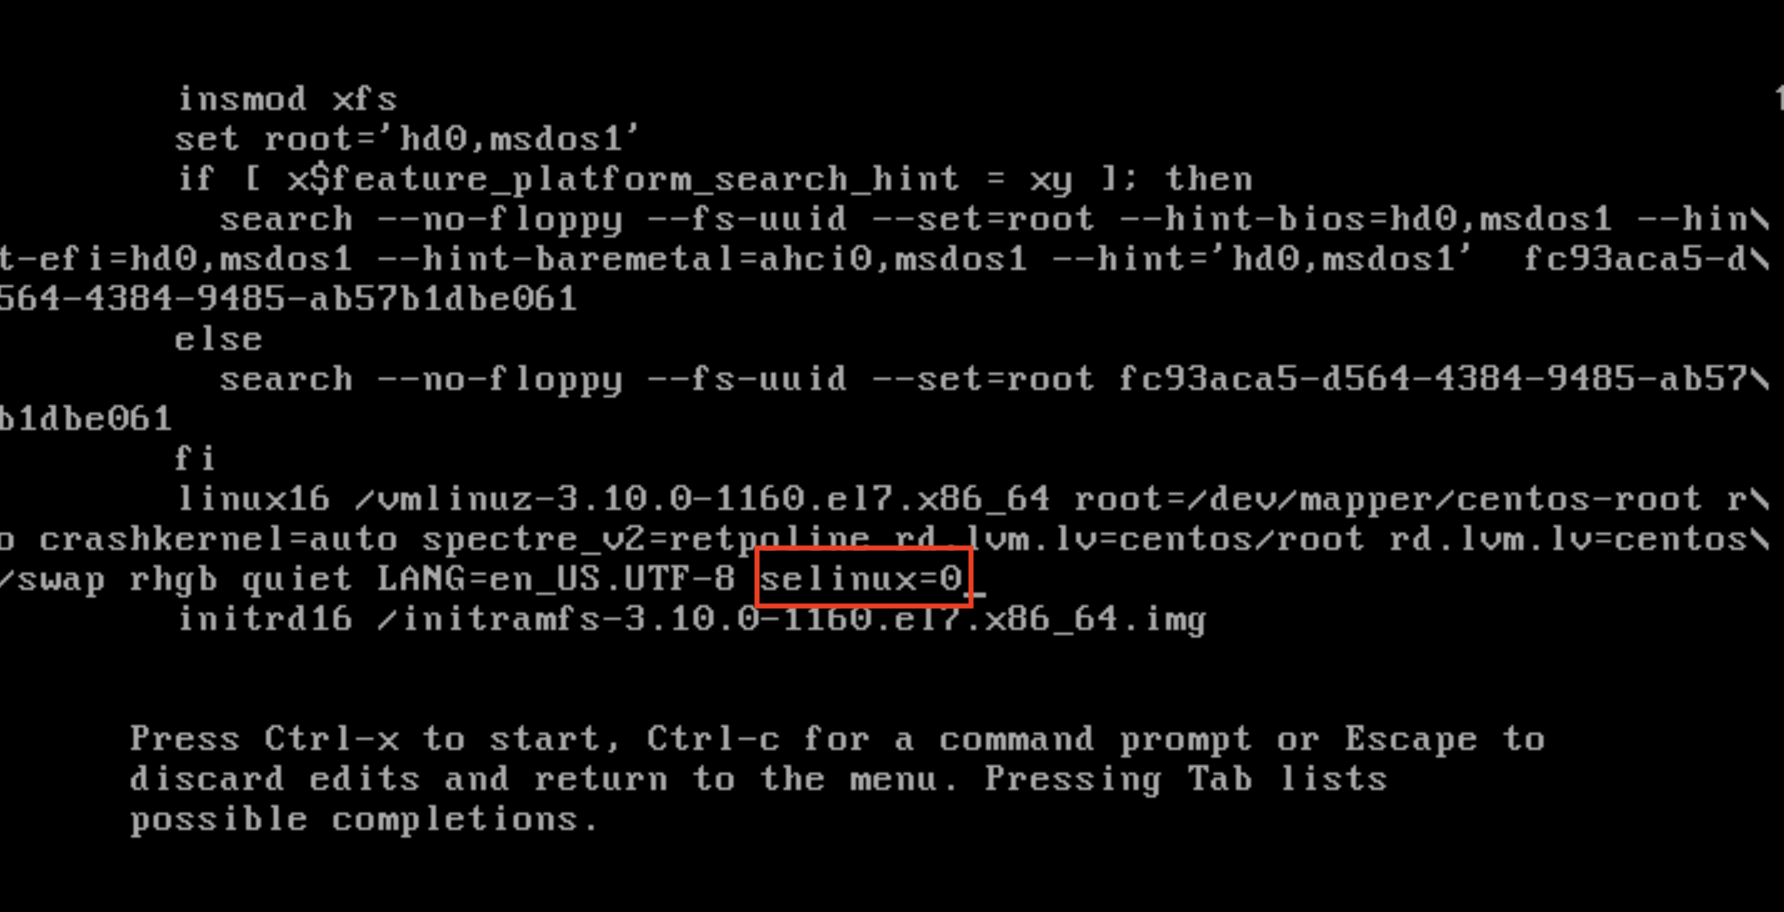 insmod xfs
set root='hd0,msdos1'
if [ x$feature_platform_search_hint = xy ]; then
search --no-floppy --fs-uuid --set=root --hint-bios=hd0,msdos1 --hin\
t-efi=hd0,msdos1 --hint-baremetal=ahci0,msdos1 --hint='hd0,msdos1'  fc93aca5-d\
564-4384-9485-ab57b1dbe061
else
search --no-floppy --fs-uuid --set=root fc93aca5-d564-4384-9485-ab57\
b1dbe061
fi
linux16 /vmlinuz-3.10.0-1160.el7.x86_64 root=/dev/mapper/centos-root r\
o crashkernel=auto spectre_v2=retpoline rd.lvm.lv=centos/root rd.lvm.lv=centos\
/swap rhgb quiet LANG=en_US.UTF-8 selinux=0_
initrd16 /initramfs-3.10.0-1160.el7.x86_64.img
Press Ctrl-x to start, Ctrl-c for a command prompt or Escape to
discard edits and return to the menu. Pressing Tab lists
possible completions.